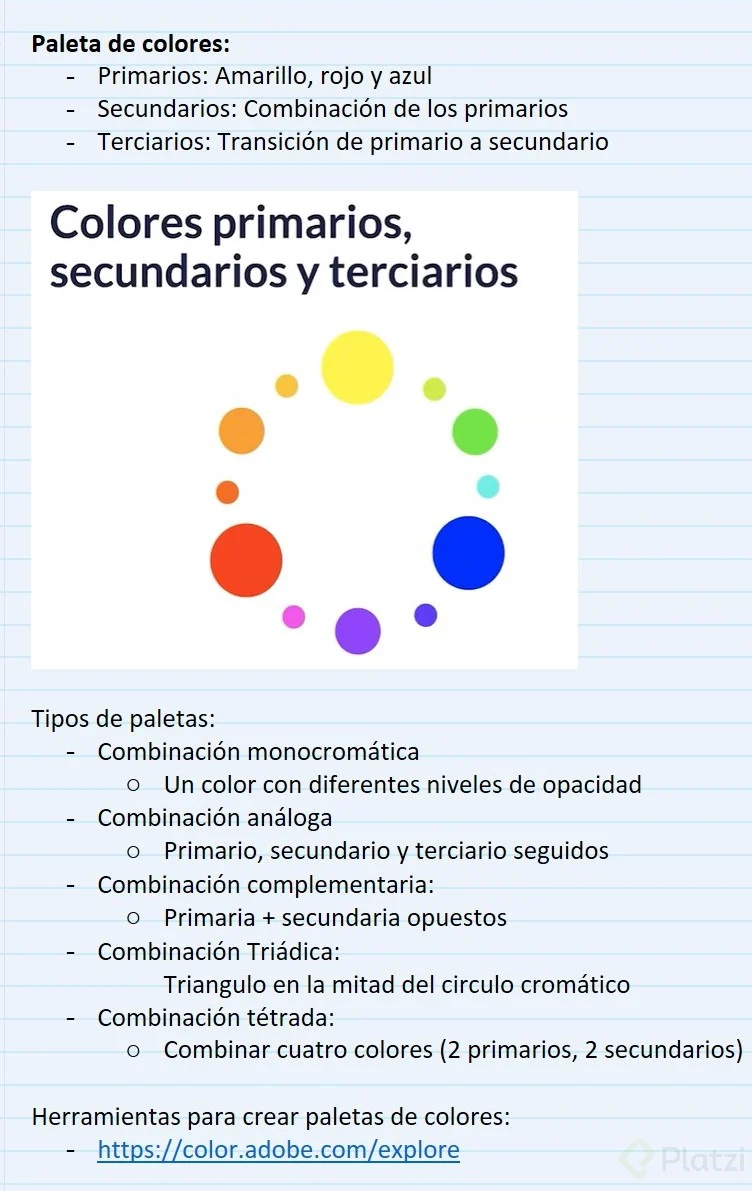 Paleta de colores:
- Primarios: Amarillo, rojo y azul
- Secundarios: Combinación de los primarios
- Terciarios: Transición de primario a secundario
Colores primarios,
secundarios y terciarios
Tipos de paletas:
- Combinación monocromática
○ Un color con diferentes niveles de opacidad
- Combinación análoga
○ Primario, secundario y terciario seguidos
- Combinación complementaria:
○ Primaria + secundaria opuestos
- Combinación Triádica:
Triangulo en la mitad del circulo cromático
- Combinación tétrada:
○ Combinar cuatro colores (2 primarios, 2 secundarios)
Herramientas para crear paletas de colores:
- https://color.adobe.com/explore
Platzi